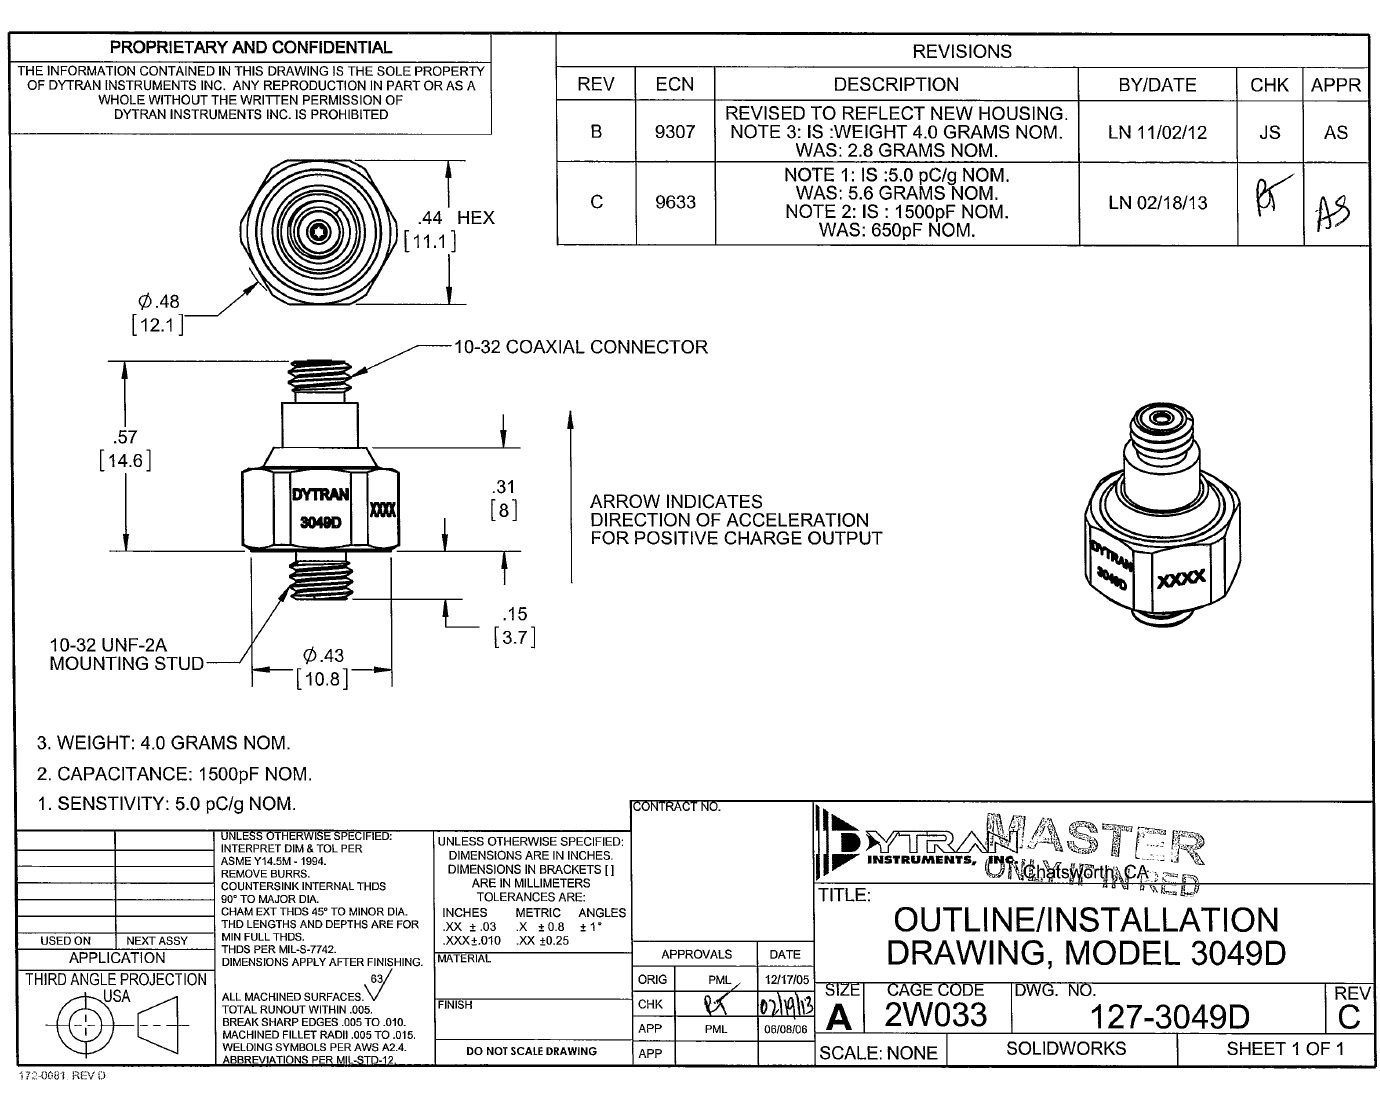 PROPRIETARY AND CONFIDENTIAL
THE INFORMATION CONTAINED IN THIS DRAWING IS THE SOLE PROPERTY
OF DYTRAN INSTRUMENTS INC. ANY REPRODUCTION IN PART OR AS A
WHOLE WITHOUT THE WRITTEN PERMISSION OF
DYTRAN INSTRUMENTS INC. IS PROHIBITED
REVISIONS
REV ECN DESCRIPTION BY/DATE CHK APPR
REVISED TO REFLECT NEW HOUSING.
B 9307 NOTE 3: IS :WEIGHT 4.0 GRAMS NOM. LN 11/02/12 JS AS
WAS: 2.8 GRAMS NOM.
NOTE 1: IS :5.0 pC/g NOM.
WAS: 5.6 GRAMS NOM.
C 9633 LN 02/18/13 RT AS
NOTE 2: IS : 1500pF NOM.
WAS: 650pF NOM.
.44 HEX
[11.1]
Ø.48
[12.1]
10-32 COAXIAL CONNECTOR
.57
[14.6]
DYTRAN
3049D
XXXX
.31
[8]
ARROW INDICATES
DIRECTION OF ACCELERATION
FOR POSITIVE CHARGE OUTPUT
DYTRAN
3049D
XXXX
.15
[3.7]
10-32 UNF-2A
MOUNTING STUD
Ø.43
[10.8]
3. WEIGHT: 4.0 GRAMS NOM.
2. CAPACITANCE: 1500pF NOM.
1. SENSTIVITY: 5.0 pC/g NOM.
USED ON NEXT ASSY
APPLICATION
THIRD ANGLE PROJECTION
USA
UNLESS OTHERWISE SPECIFIED:
INTERPRET DIM & TOL PER
ASME Y14.5M - 1994.
REMOVE BURRS.
COUNTERSINK INTERNAL THDS
90° TO MAJOR DIA.
CHAM EXT THDS 45° TO MINOR DIA.
THD LENGTHS AND DEPTHS ARE FOR
MIN FULL THDS.
THDS PER MIL-S-7742.
DIMENSIONS APPLY AFTER FINISHING.
63
ALL MACHINED SURFACES.
TOTAL RUNOUT WITHIN .005.
BREAK SHARP EDGES .005 TO .010.
MACHINED FILLET RADII .005 TO .015.
WELDING SYMBOLS PER AWS A2.4.
ABBREVIATIONS PER MIL-STD-12.
UNLESS OTHERWISE SPECIFIED:
DIMENSIONS ARE IN INCHES.
DIMENSIONS IN BRACKETS [ ]
ARE IN MILLIMETERS
TOLERANCES ARE:
INCHES METRIC ANGLES
.XX ± .03 .X ± 0.8 ± 1°
.XXX±.010 .XX ±0.25
MATERIAL
FINISH
DO NOT SCALE DRAWING
CONTRACT NO.
APPROVALS DATE
ORIG PML 12/17/05
CHK RT 02/19/13
APP PML 06/08/06
APP
DYTRAN
INSTRUMENTS, INC.
Chatsworth, CA
MASTER
ONLY IF IN RED
TITLE:
OUTLINE/INSTALLATION
DRAWING, MODEL 3049D
SIZE CAGE CODE DWG. NO. REV
A 2W033 127-3049D C
SCALE: NONE SOLIDWORKS SHEET 1 OF 1
172-0081, REV D